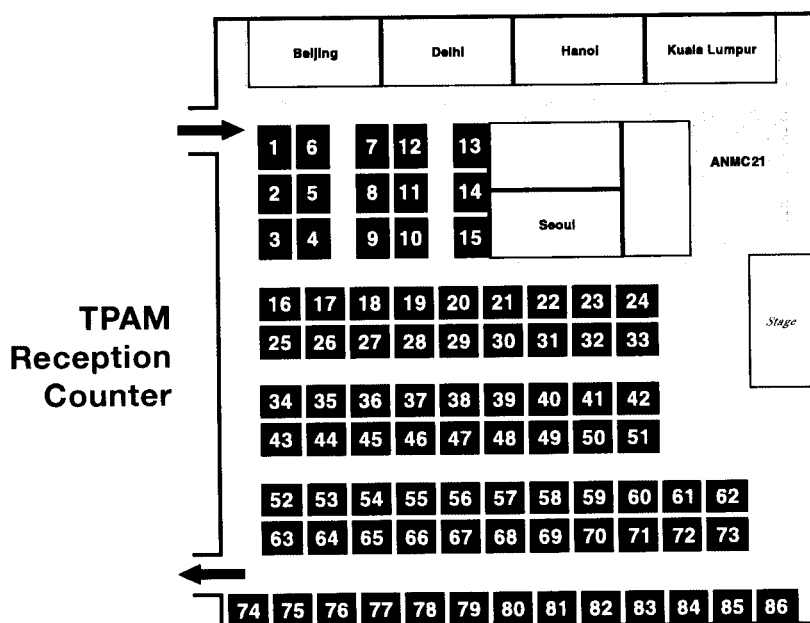 Beijing Delhi Hanoi Kuala Lumpur
1 6 7 12 13
ANMC21
2 5 8 11 14
3 4 9 10 15 Seoul
16 17 18 19 20 21 22 23 24
TPAM
Reception
Counter
Stage
25 26 27 28 29 30 31 32 33
34 35 36 37 38 39 40 41 42
43 44 45 46 47 48 49 50 51
52 53 54 55 56 57 58 59 60 61 62
63 64 65 66 67 68 69 70 71 72 73
74 75 76 77 78 79 80 81 82 83 84 85 86